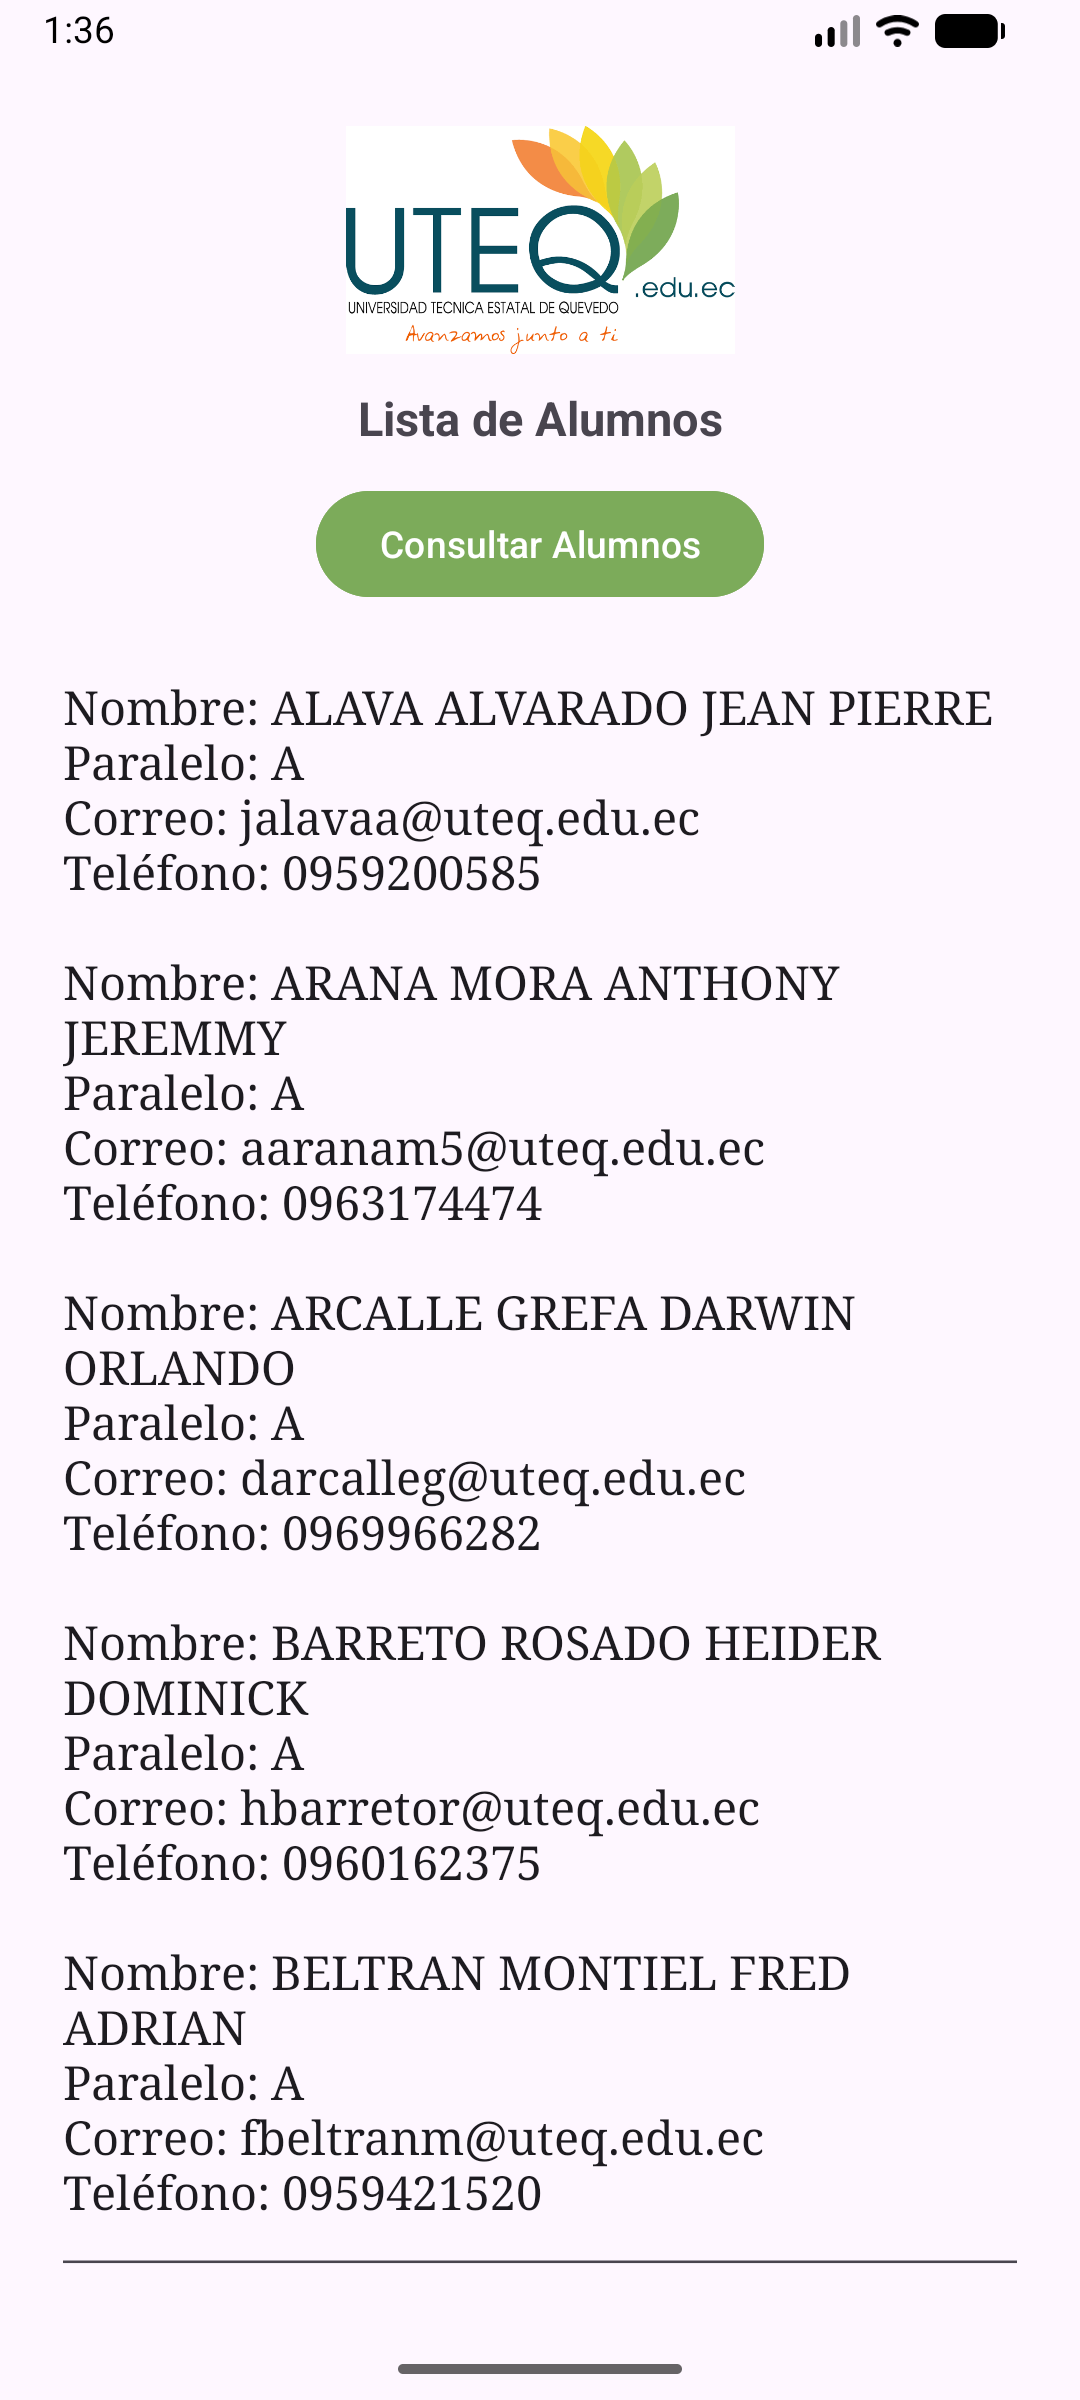 1:36
UTEQ
.edu.ec
UNIVERSIDAD TECNICA ESTATAL DE QUEVEDO
Avanzamos junto a ti
Lista de Alumnos
Consultar Alumnos
Nombre: ALAVA ALVARADO JEAN PIERRE
Paralelo: A
Correo: jalavaa@uteq.edu.ec
Teléfono: 0959200585
Nombre: ARANA MORA ANTHONY
JEREMMY
Paralelo: A
Correo: aaranam5@uteq.edu.ec
Teléfono: 0963174474
Nombre: ARCALLE GREFA DARWIN
ORLANDO
Paralelo: A
Correo: darcalleg@uteq.edu.ec
Teléfono: 0969966282
Nombre: BARRETO ROSADO HEIDER
DOMINICK
Paralelo: A
Correo: hbarretor@uteq.edu.ec
Teléfono: 0960162375
Nombre: BELTRAN MONTIEL FRED
ADRIAN
Paralelo: A
Correo: fbeltranm@uteq.edu.ec
Teléfono: 0959421520